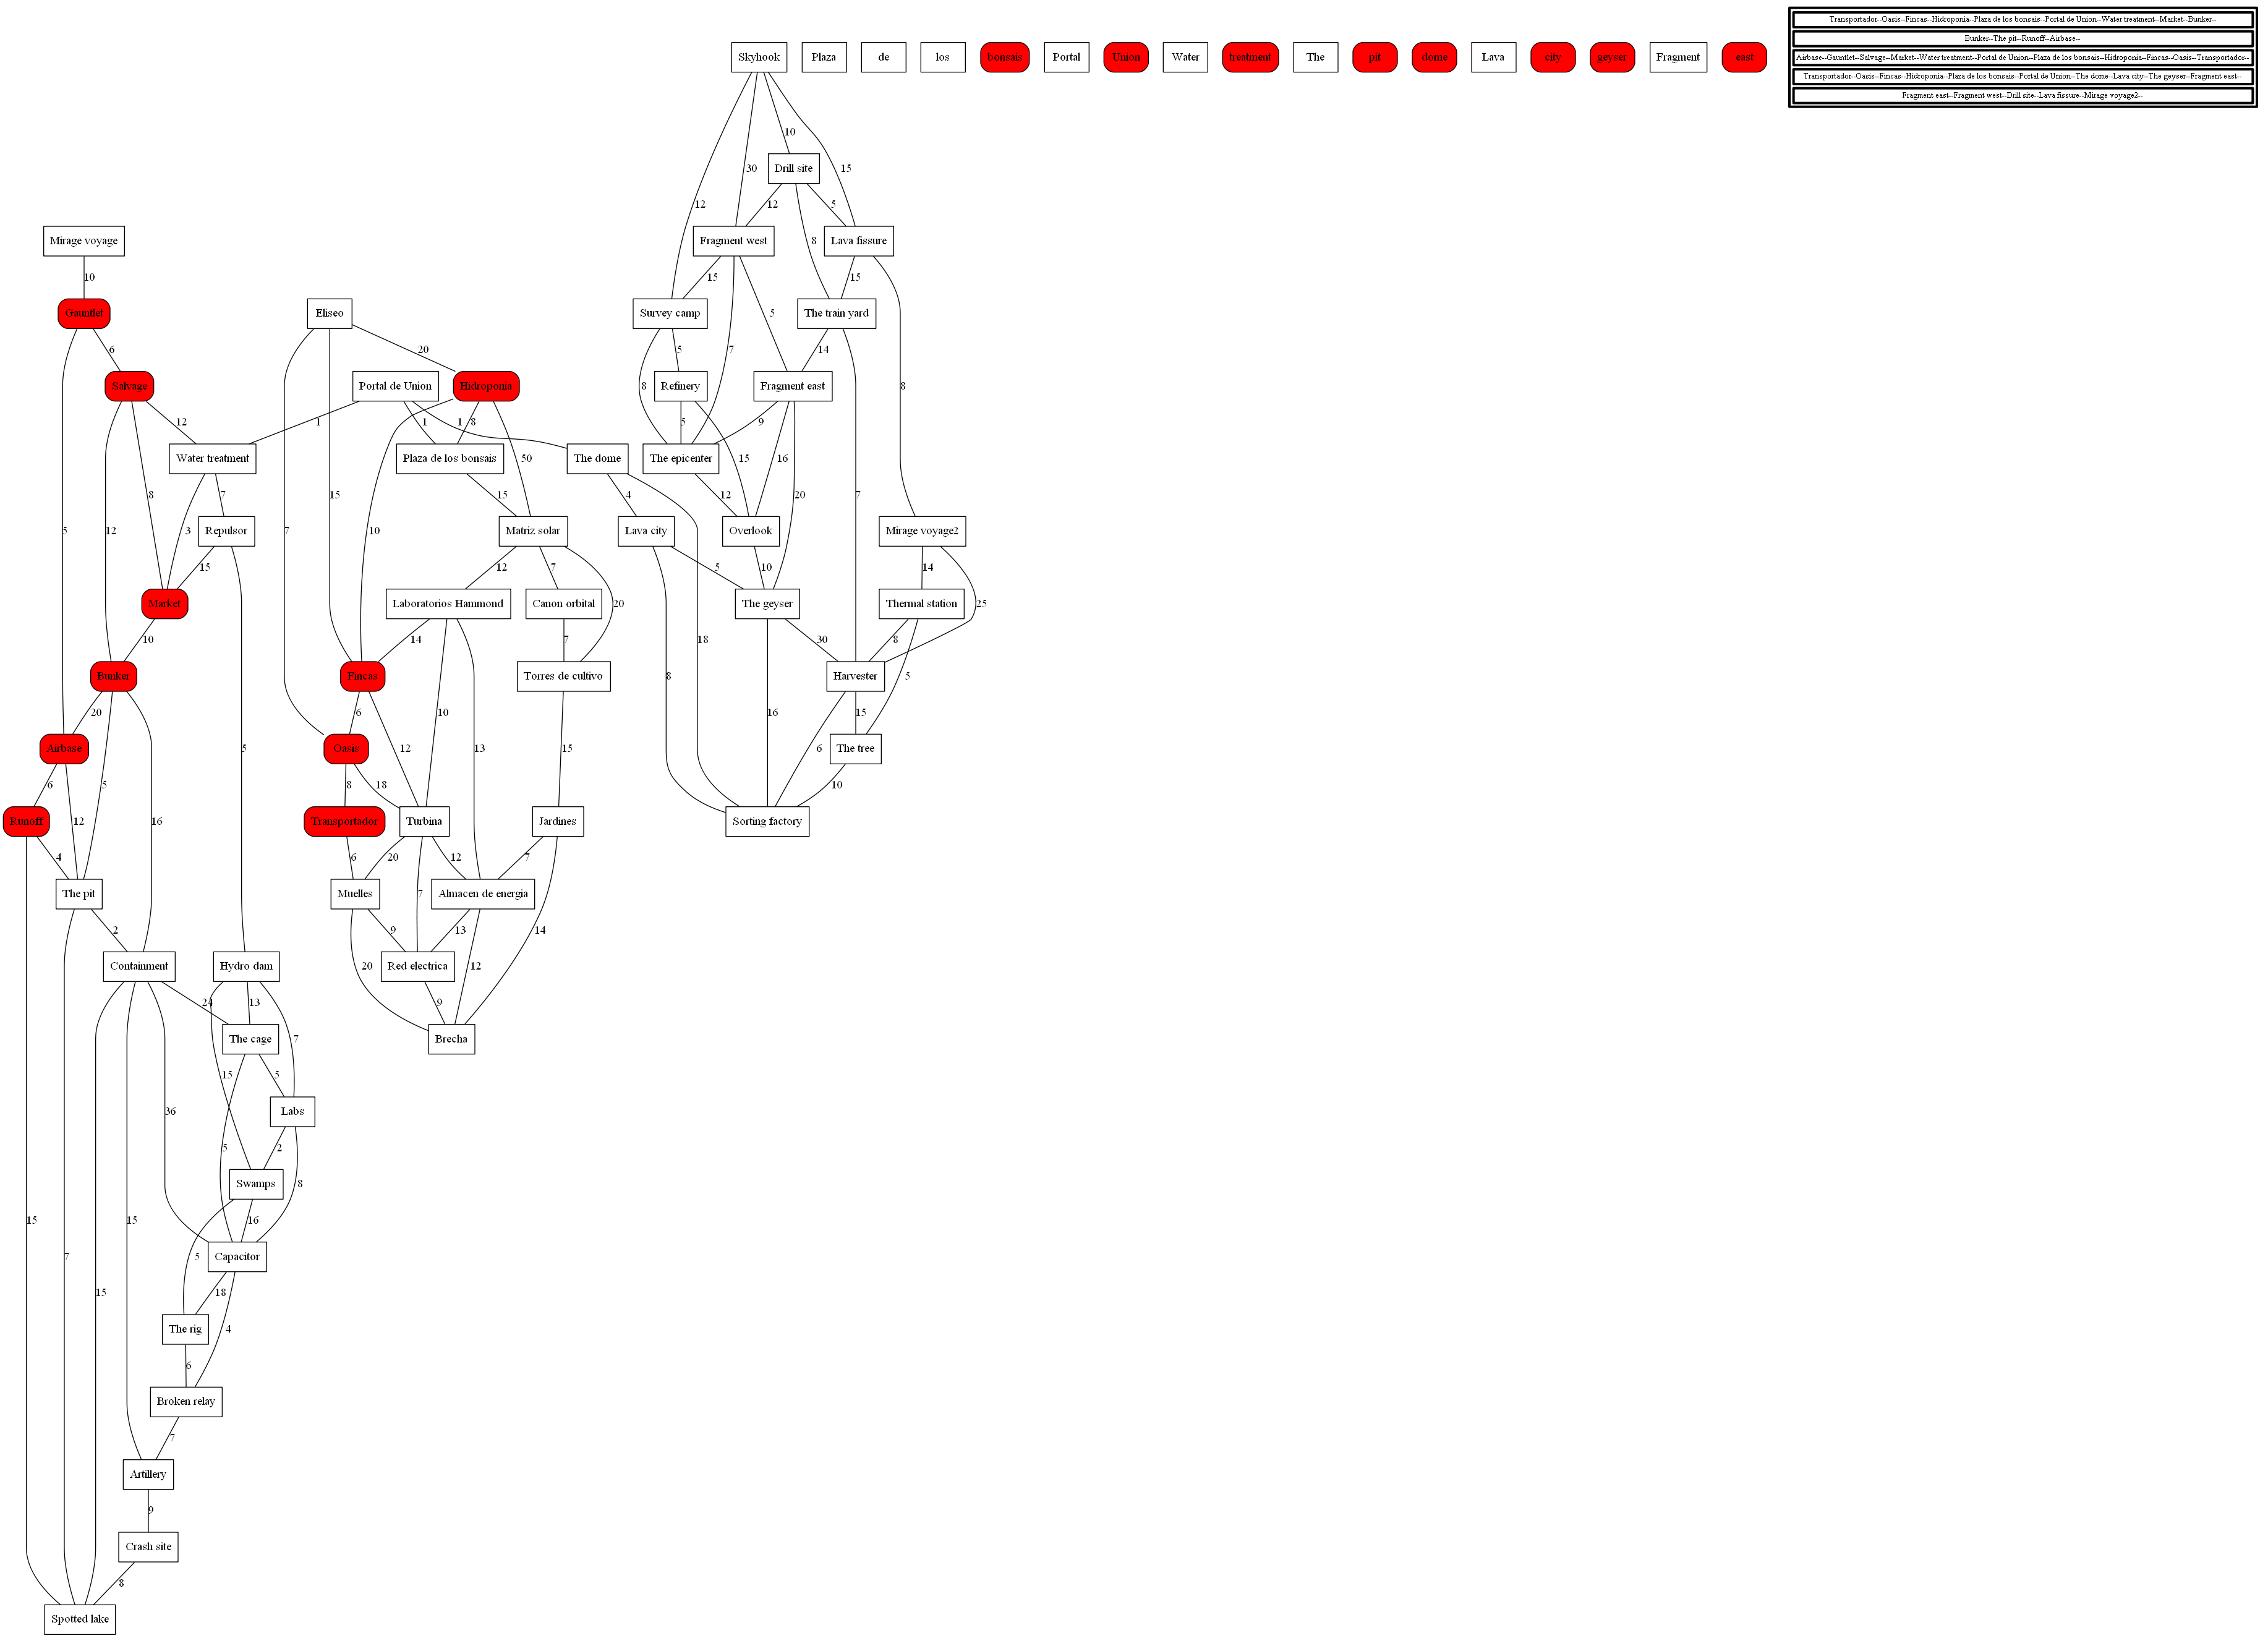 Transportador--Oasis--Fincas--Hidroponia--Plaza de los bonsais--Portal de Union--Water treatment--Market--Bunker--
Bunker--The pit--Runoff--Airbase--
Airbase--Gauntlet--Salvage--Market--Water treatment--Portal de Union--Plaza de los bonsais--Hidroponia--Fincas--Oasis--Transportador--
Transportador--Oasis--Fincas--Hidroponia--Plaza de los bonsais--Portal de Union--The dome--Lava city--The geyser--Fragment east--
Fragment east--Fragment west--Drill site--Lava fissure--Mirage voyage2--
Skyhook Plaza de los bonsais Portal Union Water treatment The pit dome Lava city geyser Fragment east
10
Drill site
30 15
12 12 8 5
Mirage voyage Fragment west Lava fissure
10 15 15
Gauntlet Eliseo Survey camp The train yard
5
6 20 7 5 14
Salvage Portal de Union Hidroponia 8 Refinery Fragment east 8
12 1 1 1 8 5 9
Water treatment Plaza de los bonsais The dome The epicenter
50 15 16
8 7 15 15 4 12 20 7
5 12 3 Repulsor 7 10 Matriz solar Lava city Overlook Mirage voyage2
15 12 7 5 10 14
Market Laboratorios Hammond Canon orbital 20 The geyser Thermal station 25
10 14 7 18 30 8
Bunker Fincas Torres de cultivo 8 Harvester 5
20 6 10 16 15
Airbase 5 Oasis 12 13 15 6 The tree
6 5 8 18 10
Runoff 12 16 Transportador Turbina Jardines Sorting factory
4 6 20 12 7
The pit Muelles 7 Almacen de energia
2 9 13 14
Containment Hydro dam 20 Red electrica 12
24 13 9
The cage 7 Brecha
15 5
36 Labs
5 2
Swamps 8
15 15 16
7 5 Capacitor
15 18
The rig 4
6
Broken relay
7
Artillery
9
Crash site
8
Spotted lake